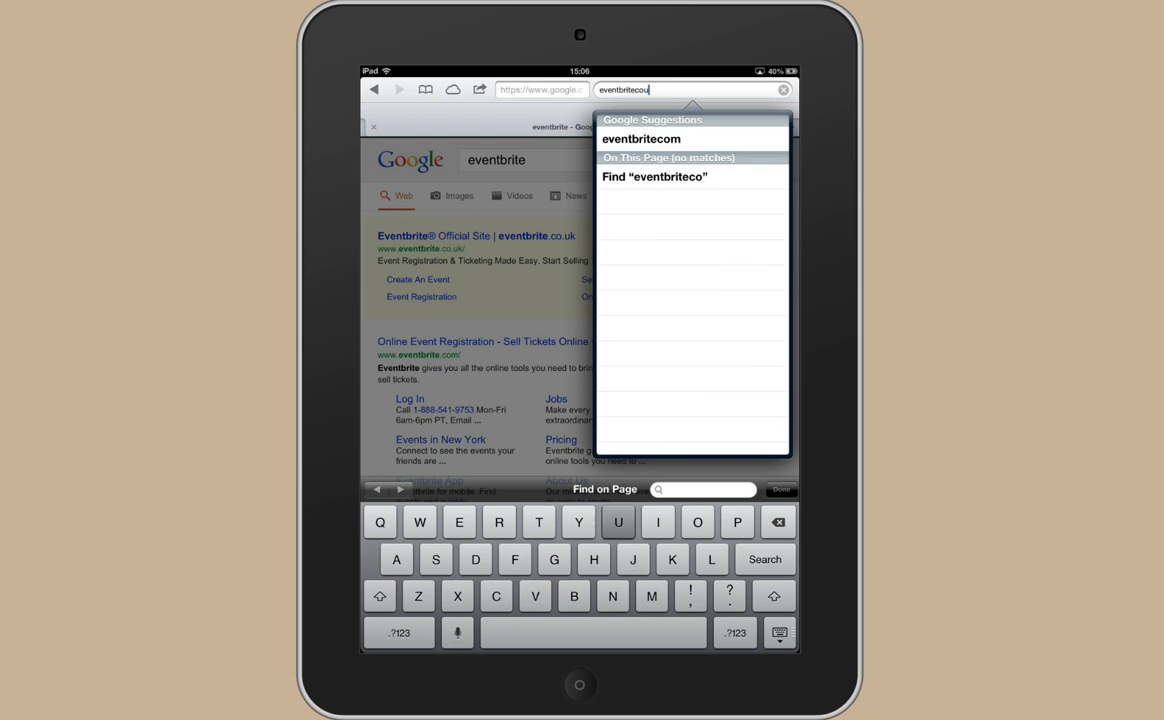 iPad
15:06
40%
https://www.google.c
eventbritecou
eventbrite - Goog
Google Suggestions
eventbritecom
On This Page (no matches)
Find “eventbriteco”
Google
eventbrite
Web Images Videos News
Eventbrite® Official Site | eventbrite.co.uk
www.eventbrite.co.uk/
Event Registration & Ticketing Made Easy. Start Selling
Create An Event Se
Event Registration On
Online Event Registration - Sell Tickets Online
www.eventbrite.com/
Eventbrite gives you all the online tools you need to brin
sell tickets.
Log In
Call 1-888-541-9753 Mon-Fri
6am-6pm PT, Email ...
Jobs
Make every
extraordinar
Events in New York
Connect to see the events your
friends are ...
Pricing
Eventbrite g
online tools you need to ...
Eventbrite App
Eventbrite for mobile. Find
About Us
Find on Page
Done
Q W E R T Y U I O P
A S D F G H J K L Search
Z X C V B N M ! , ? .
.?123 .?123